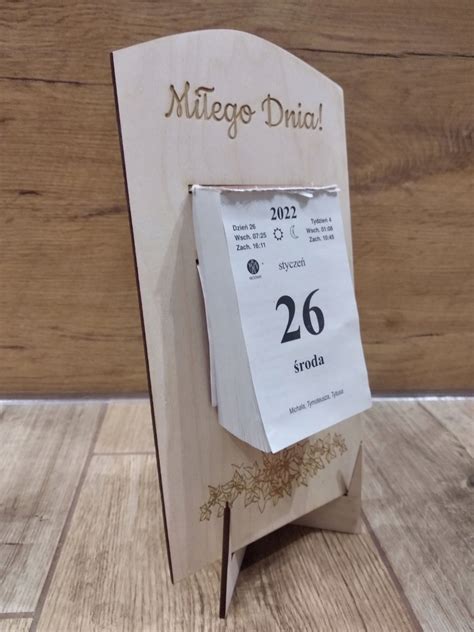 Miłego Dnia!
2022
Dzień 26
Wsch. 07:25
Zach. 16:11
Tydzień 4
Wsch. 01:08
Zach. 10:45
styczeń
26
środa
Michała, Tymoteusza, Tytusa